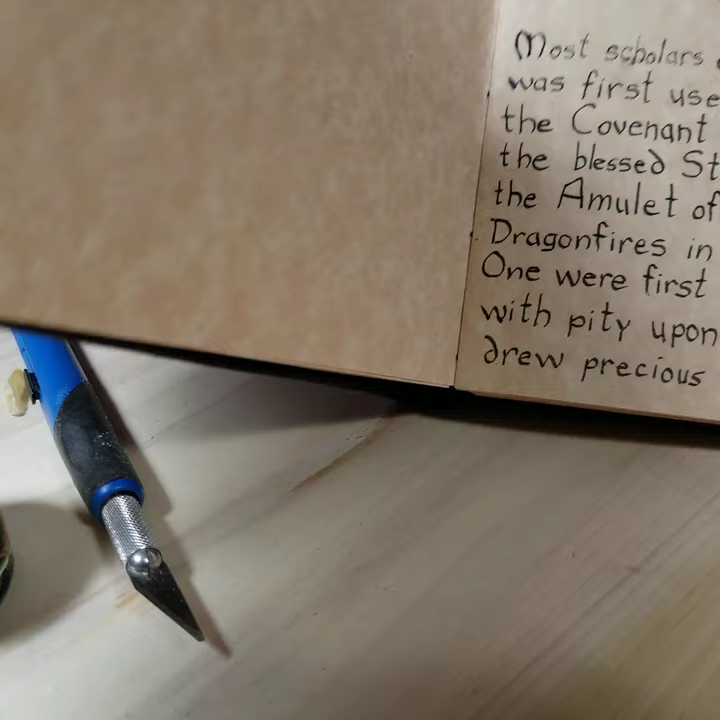 Most scholars
was first use
the Covenant
the blessed St
the Amulet of
Dragonfires in
One were first
with pity upon
drew precious